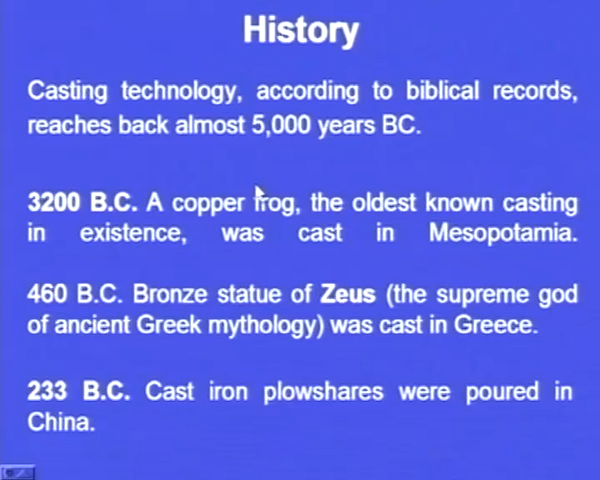 History
Casting technology, according to biblical records,
reaches back almost 5,000 years BC.
3200 B.C. A copper frog, the oldest known casting
in existence, was cast in Mesopotamia.
460 B.C. Bronze statue of Zeus (the supreme god
of ancient Greek mythology) was cast in Greece.
233 B.C. Cast iron plowshares were poured in
China.